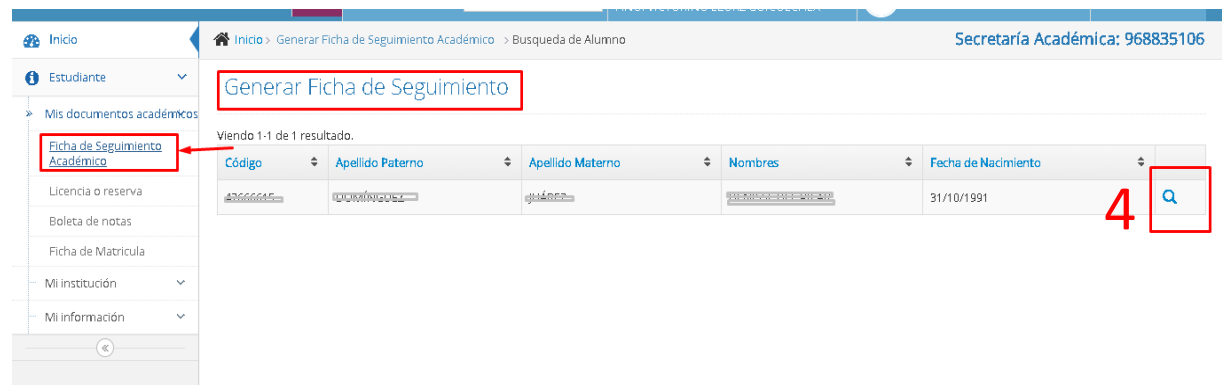 Inicio
Inicio > Generar Ficha de Seguimiento Académico > Busqueda de Alumno
Secretaría Académica: 968835106
Estudiante
Generar Ficha de Seguimiento
Mis documentos académicos
Viendo 1-1 de 1 resultado.
Ficha de Seguimiento
Académico
Código Apellido Paterno Apellido Materno Nombres Fecha de Nacimiento
Licencia o reserva
DOMÍNGUEZ JUÁREZ 31/10/1991 4
Boleta de notas
Ficha de Matricula
Mi institución
Mi información